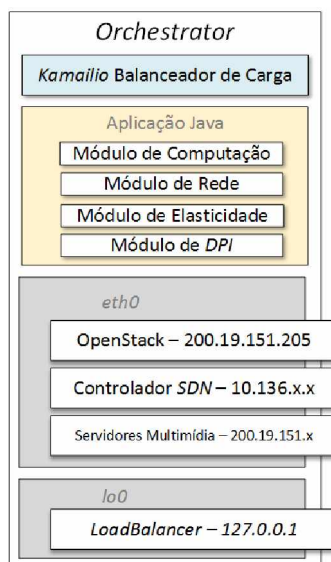 Orchestrator
Kamailio Balanceador de Carga
Aplicação Java
Módulo de Computação
Módulo de Rede
Módulo de Elasticidade
Módulo de DPI
eth0
OpenStack – 200.19.151.205
Controlador SDN – 10.136.x.x
Servidores Multimídia – 200.19.151.x
lo0
LoadBalancer – 127.0.0.1